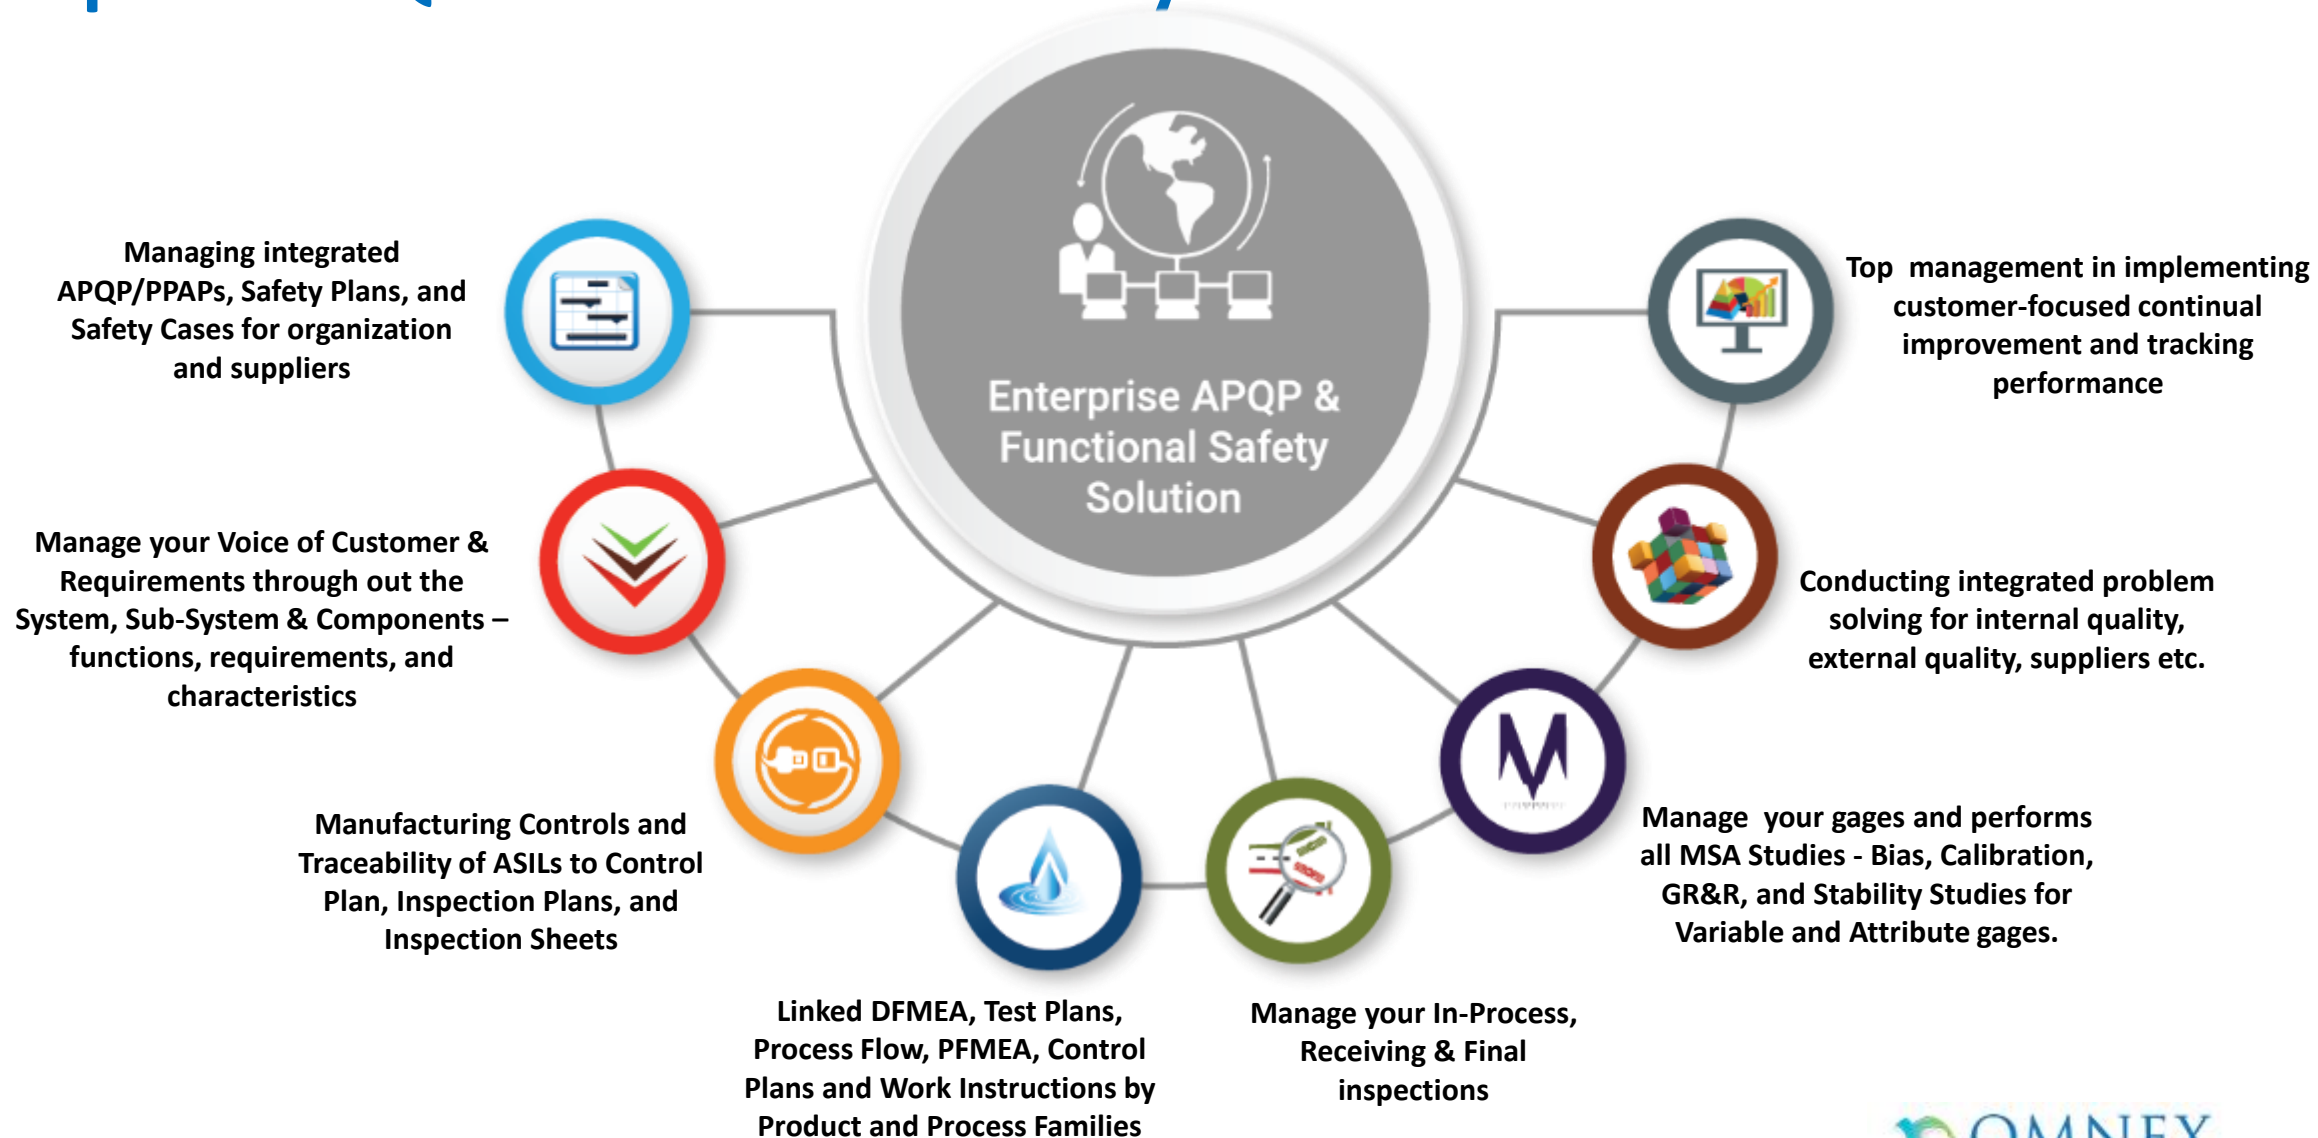 Enterprise APQP &
Functional Safety
Solution
Managing integrated
APQP/PPAPs, Safety Plans, and
Safety Cases for organization
and suppliers
Manage your Voice of Customer &
Requirements through out the
System, Sub-System & Components –
functions, requirements, and
characteristics
Manufacturing Controls and
Traceability of ASILs to Control
Plan, Inspection Plans, and
Inspection Sheets
Linked DFMEA, Test Plans,
Process Flow, PFMEA, Control
Plans and Work Instructions by
Product and Process Families
Manage your In-Process,
Receiving & Final
inspections
M
Manage your gages and performs
all MSA Studies - Bias, Calibration,
GR&R, and Stability Studies for
Variable and Attribute gages.
Conducting integrated problem
solving for internal quality,
external quality, suppliers etc.
Top management in implementing
customer-focused continual
improvement and tracking
performance
OMNEX